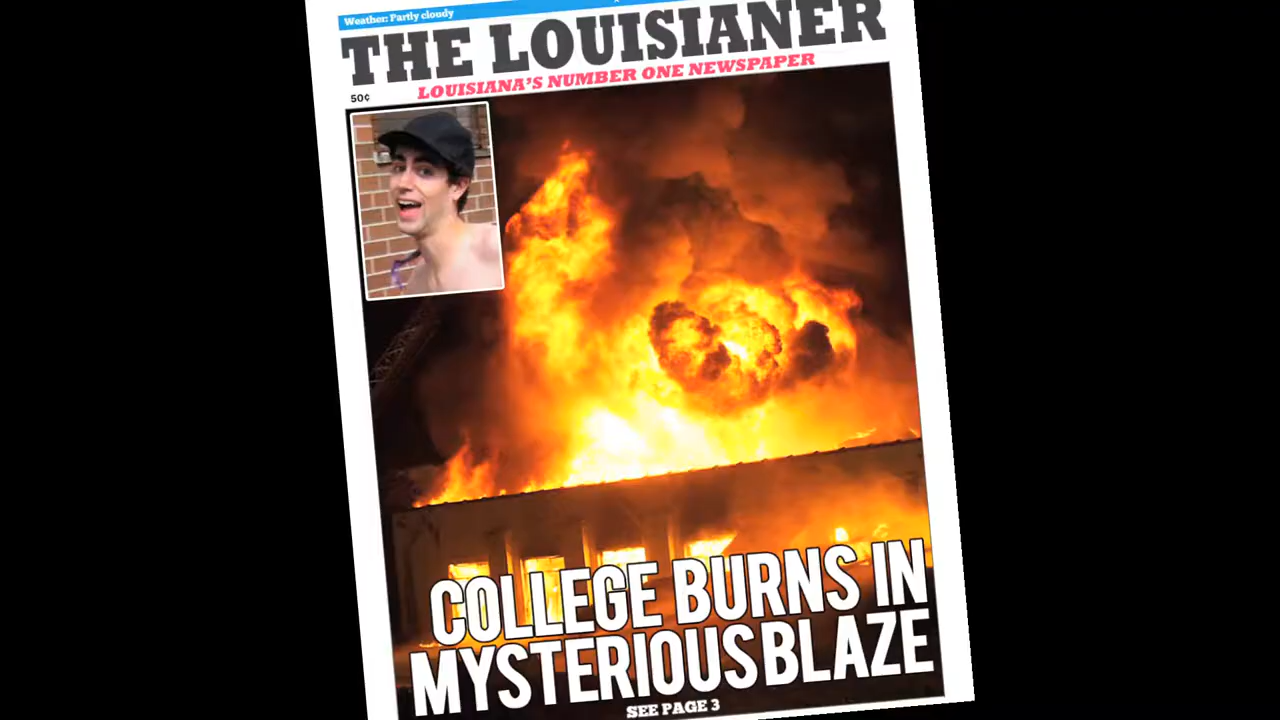 Weather: Partly cloudy
THE LOUISIANER
LOUISIANA'S NUMBER ONE NEWSPAPER
50¢
COLLEGE BURNS IN
MYSTERIOUS BLAZE
SEE PAGE 3